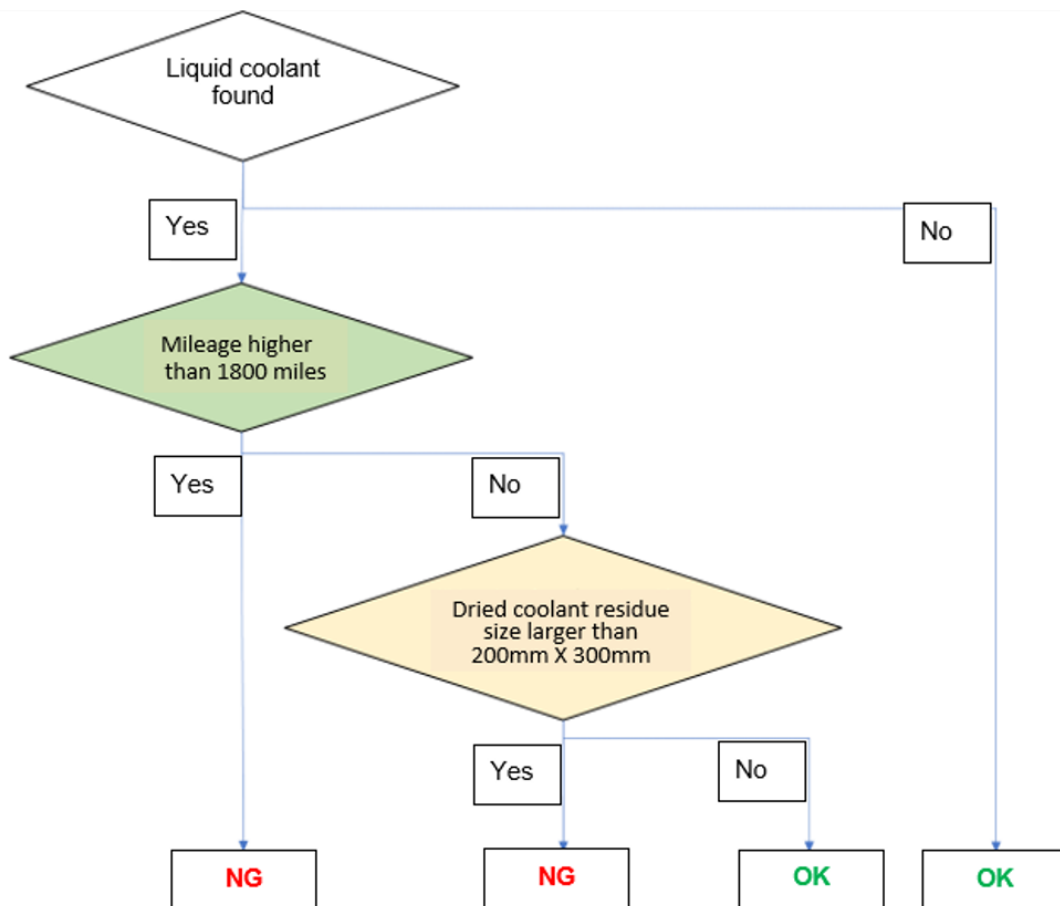 Liquid coolant
found
Yes
No
Mileage higher
than 1800 miles
Yes
No
Dried coolant residue
size larger than
200mm X 300mm
Yes
No
NG
NG
OK
OK